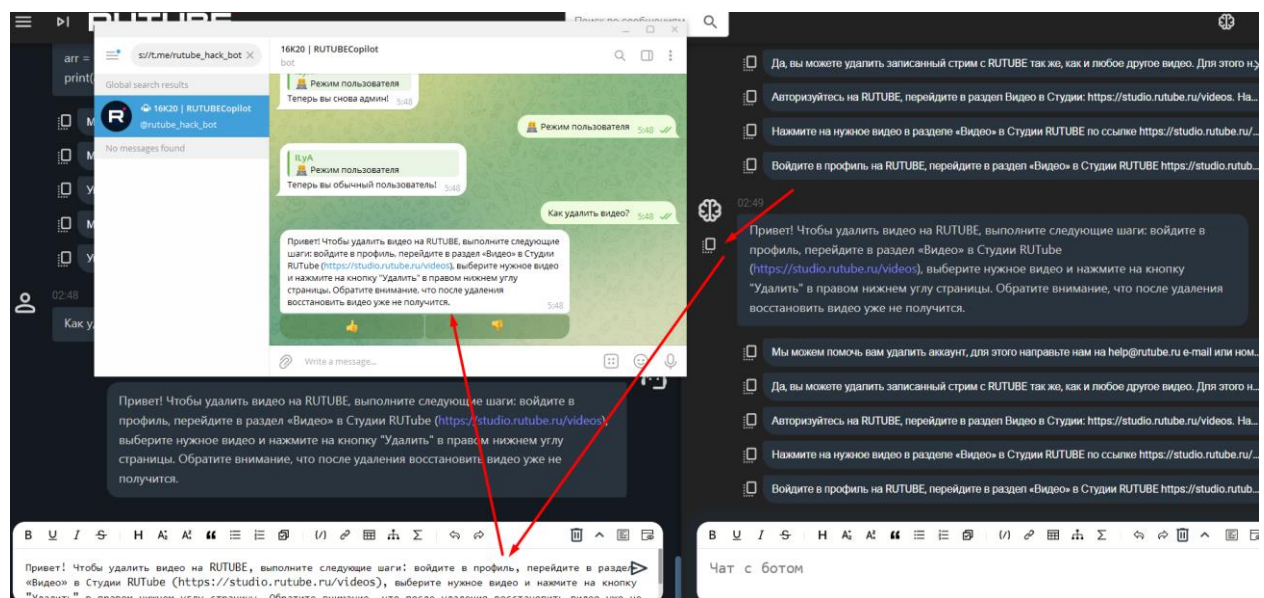 RUTUBE
Поиск по сообщениям
arr =
print(
02:48
Как у
Привет! Чтобы удалить видео на RUTUBE, выполните следующие шаги: войдите в
профиль, перейдите в раздел «Видео» в Студии RUTube (https://studio.rutube.ru/videos),
выберите нужное видео и нажмите на кнопку "Удалить" в правом нижнем углу
страницы. Обратите внимание, что после удаления восстановить видео уже не
получится.
B U I S H
Привет! Чтобы удалить видео на RUTUBE, выполните следующие шаги: войдите в профиль, перейдите в раздел
«Видео» в Студии RUTube (https://studio.rutube.ru/videos), выберите нужное видео и нажмите на кнопку
"Удалить" в правом нижнем углу страницы. Обратите внимание, что после удаления восстановить видео уже не
s://t.me/rutube_hack_bot
Global search results
16K20 | RUTUBECopilot
@rutube_hack_bot
No messages found
16K20 | RUTUBECopilot
bot
Режим пользователя
Теперь вы снова админ! 5:48
Режим пользователя 5:48
ILyA
Режим пользователя
Теперь вы обычный пользователь! 5:48
Как удалить видео? 5:48
Привет! Чтобы удалить видео на RUTUBE, выполните следующие
шаги: войдите в профиль, перейдите в раздел «Видео» в Студии
RUTube (https://studio.rutube.ru/videos), выберите нужное видео
и нажмите на кнопку "Удалить" в правом нижнем углу
страницы. Обратите внимание, что после удаления
восстановить видео уже не получится. 5:48
Write a message...
Да, вы можете удалить записанный стрим с RUTUBE так же, как и любое другое видео. Для этого н
Авторизуйтесь на RUTUBE, перейдите в раздел Видео в Студии: https://studio.rutube.ru/videos. На...
Нажмите на нужное видео в разделе «Видео» в Студии RUTUBE по ссылке https://studio.rutube.ru/...
Войдите в профиль на RUTUBE, перейдите в раздел «Видео» в Студии RUTUBE https://studio.rutub...
02:49
Привет! Чтобы удалить видео на RUTUBE, выполните следующие шаги: войдите в
профиль, перейдите в раздел «Видео» в Студии RUTube
(https://studio.rutube.ru/videos), выберите нужное видео и нажмите на кнопку
"Удалить" в правом нижнем углу страницы. Обратите внимание, что после удаления
восстановить видео уже не получится.
Мы можем помочь вам удалить аккаунт, для этого направьте нам на help@rutube.ru e-mail или ном...
Да, вы можете удалить записанный стрим с RUTUBE так же, как и любое другое видео. Для этого н...
Авторизуйтесь на RUTUBE, перейдите в раздел Видео в Студии: https://studio.rutube.ru/videos. На...
Нажмите на нужное видео в разделе «Видео» в Студии RUTUBE по ссылке https://studio.rutube.ru/...
Войдите в профиль на RUTUBE, перейдите в раздел «Видео» в Студии RUTUBE https://studio.rutub...
B U I S H
Чат с ботом